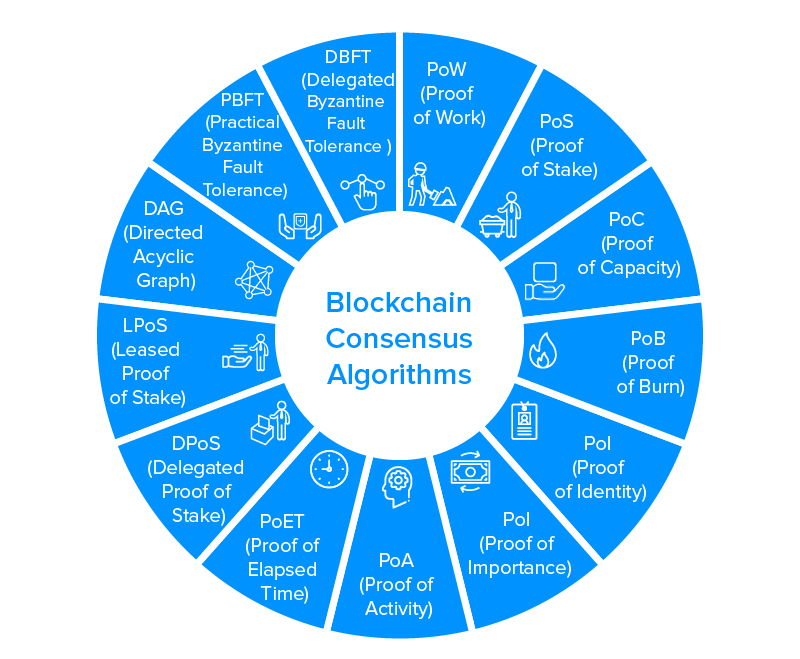 Blockchain
Consensus
Algorithms
PoW
(Proof
of Work)
PoS
(Proof
of Stake)
PoC
(Proof
of Capacity)
PoB
(Proof
of Burn)
PoI
(Proof
of Identity)
PoI
(Proof of
Importance)
PoA
(Proof of
Activity)
PoET
(Proof of
Elapsed
Time)
DPoS
(Delegated
Proof of
Stake)
LPoS
(Leased
Proof
of Stake)
DAG
(Directed
Acyclic
Graph)
PBFT
(Practical
Byzantine
Fault
Tolerance)
DBFT
(Delegated
Byzantine
Fault
Tolerance )